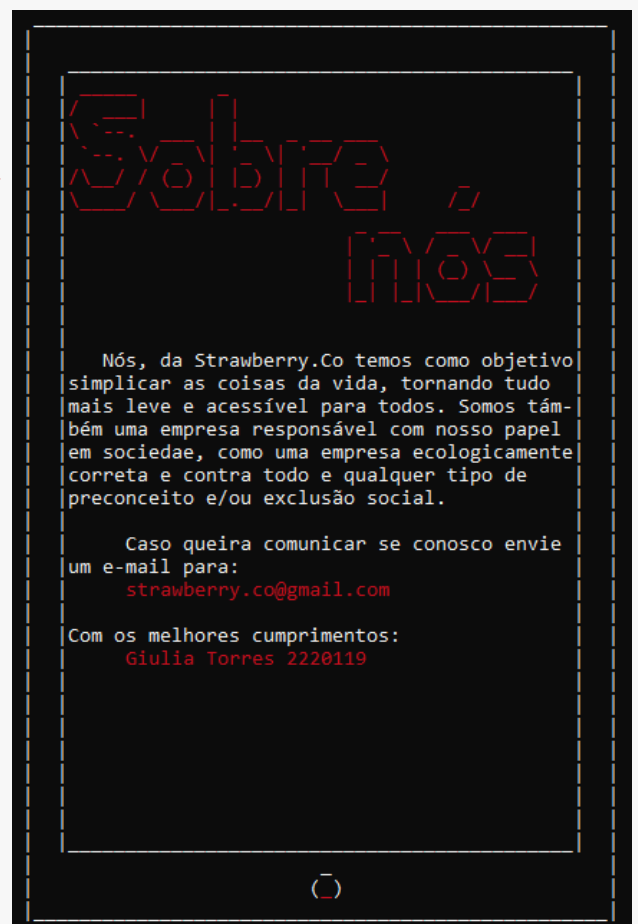 Sobre
nós
Nós, da Strawberry.Co temos como objetivo
simplicar as coisas da vida, tornando tudo
mais leve e acessível para todos. Somos tám-
bém uma empresa responsável com nosso papel
em sociedae, como uma empresa ecologicamente
correta e contra todo e qualquer tipo de
preconceito e/ou exclusão social.
Caso queira comunicar se conosco envie
um e-mail para:
strawberry.co@gmail.com
Com os melhores cumprimentos:
Giulia Torres 2220119